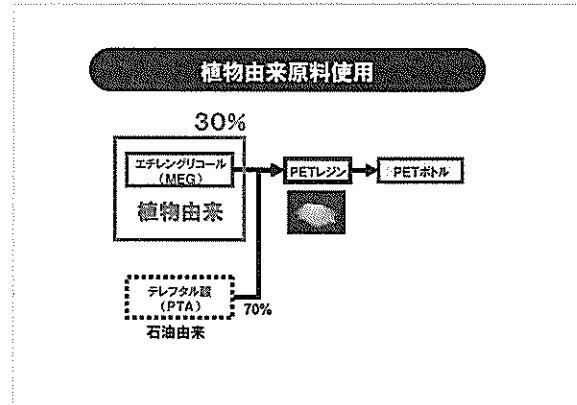 植物由来原料使用
30%
エチレングリコール
(MEG)
植物由来
PETレジン
PETボトル
テレフタル酸
(PTA)
70%
石油由来